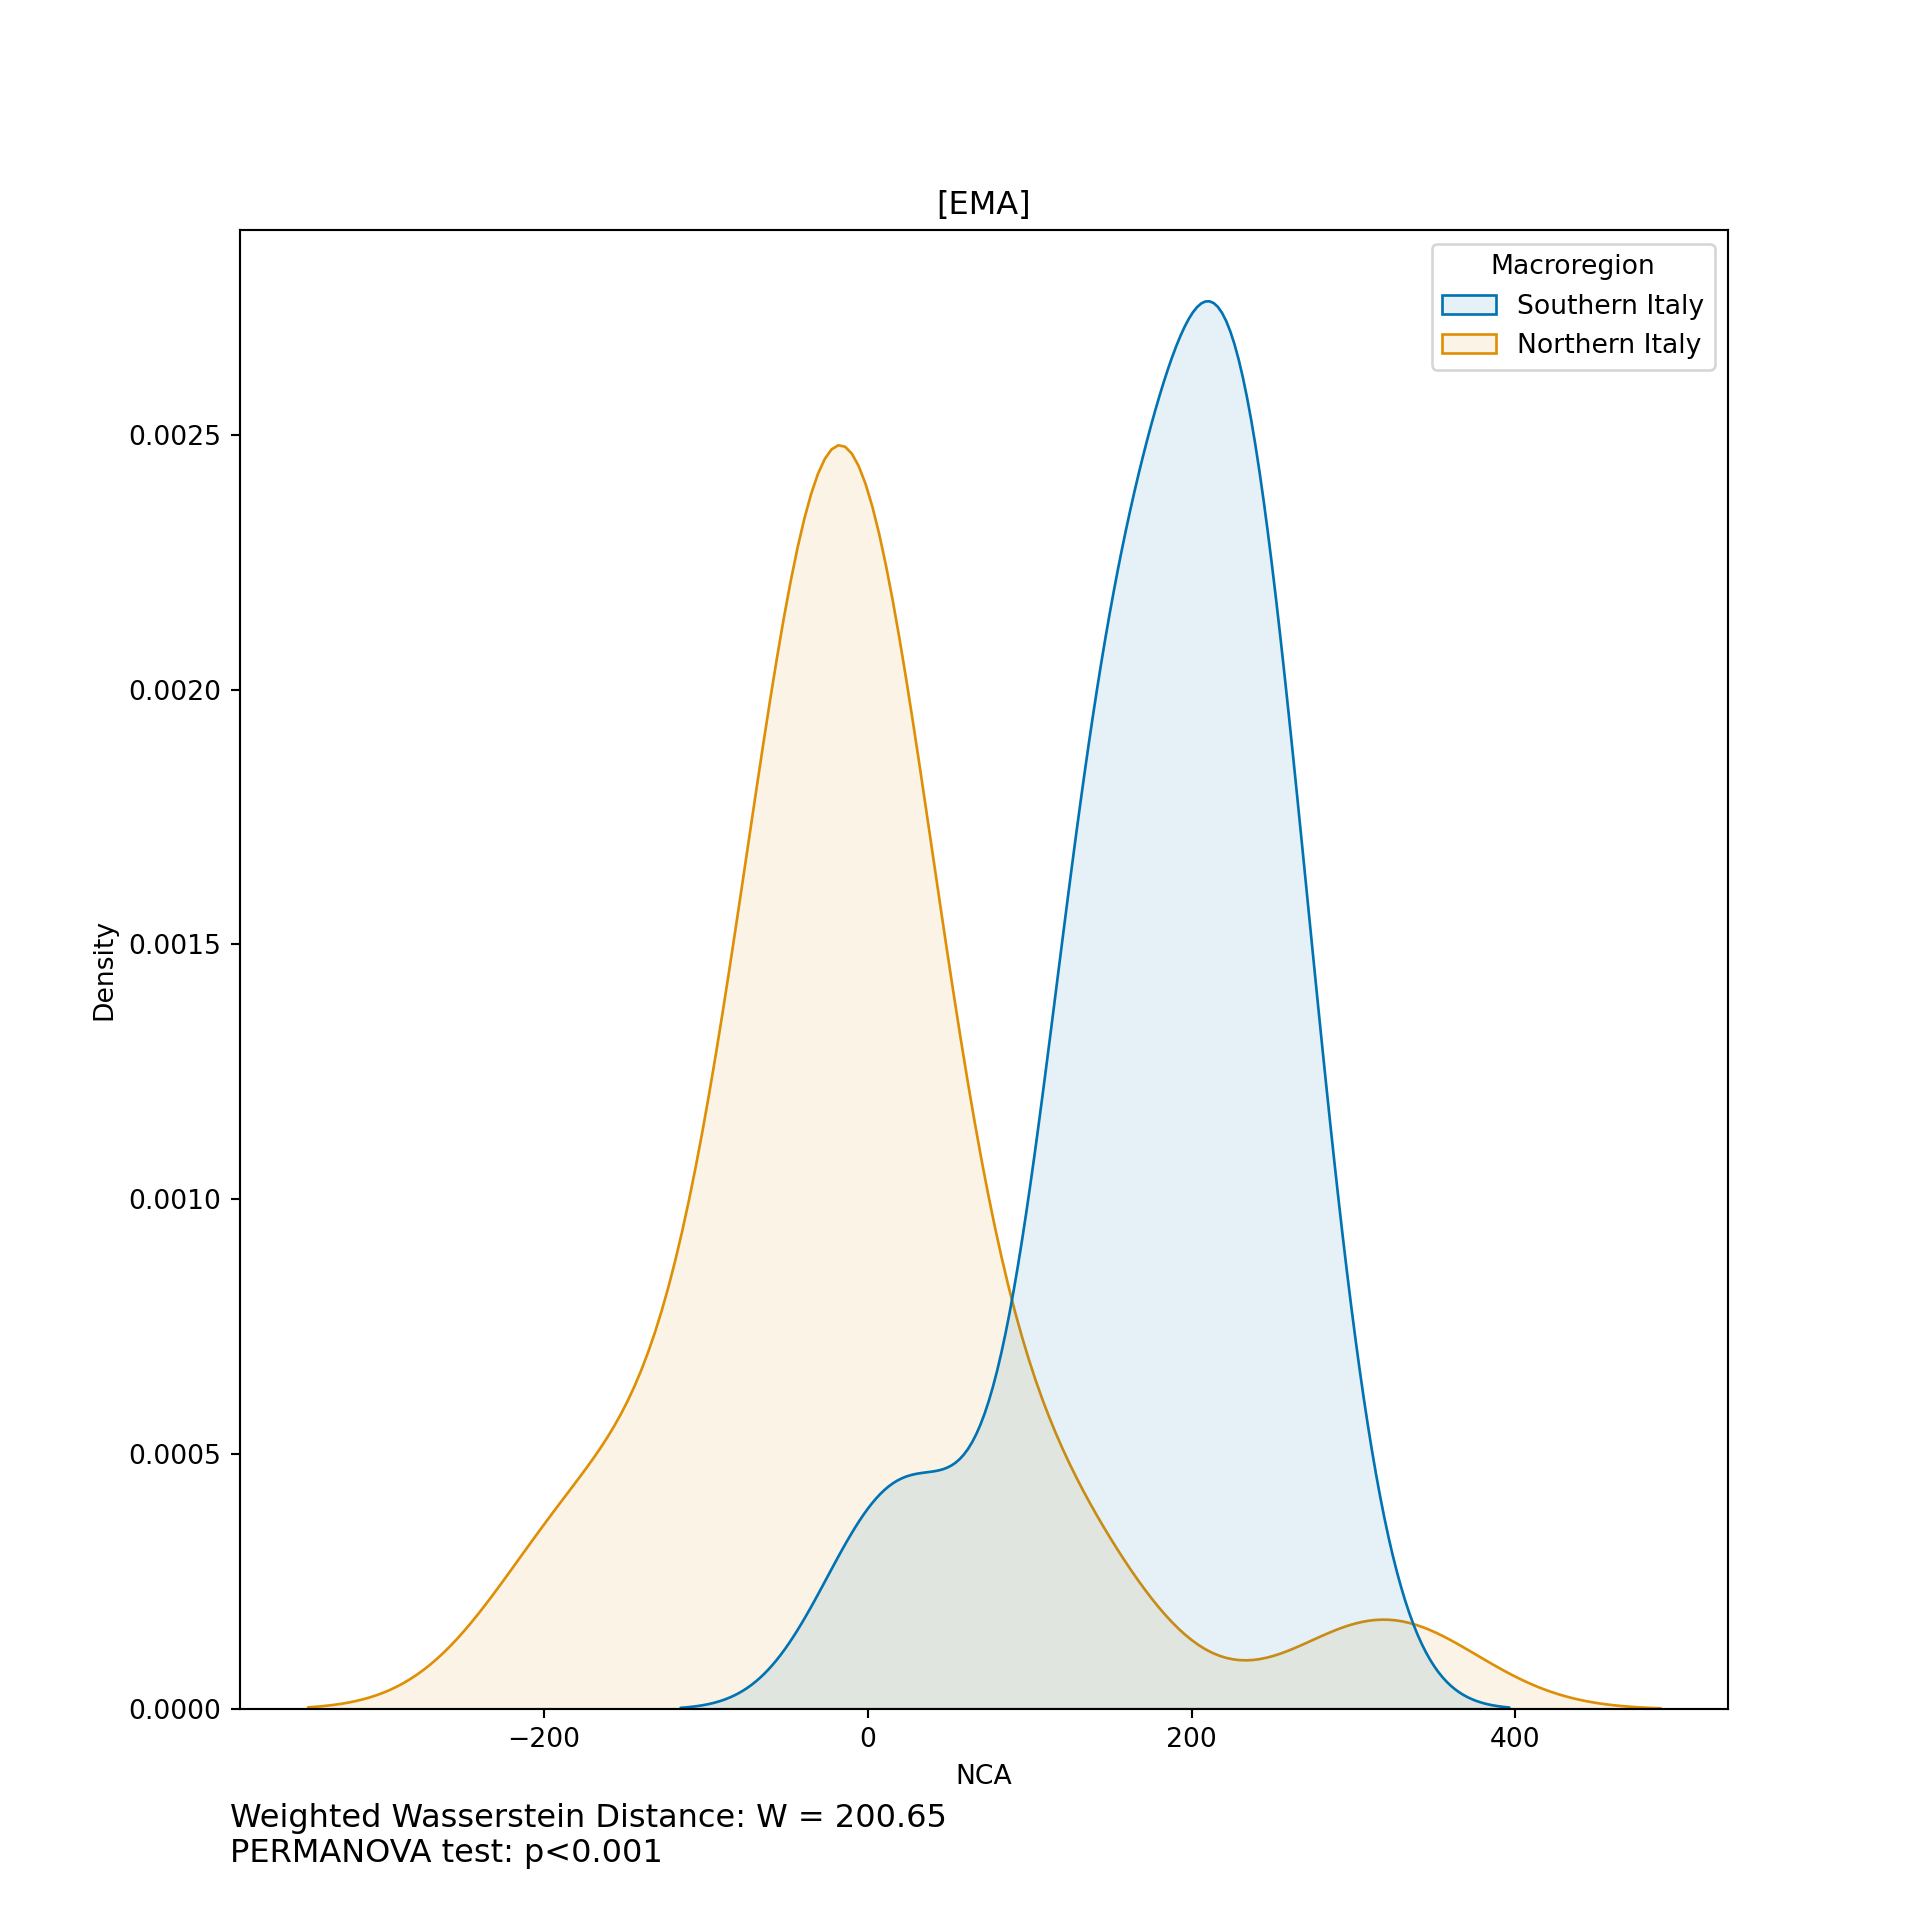 [EMA]
Macroregion
Southern Italy
Northern Italy
Density
0.0025
0.0020
0.0015
0.0010
0.0005
0.0000
−200
0
200
400
NCA
Weighted Wasserstein Distance: W = 200.65
PERMANOVA test: p<0.001